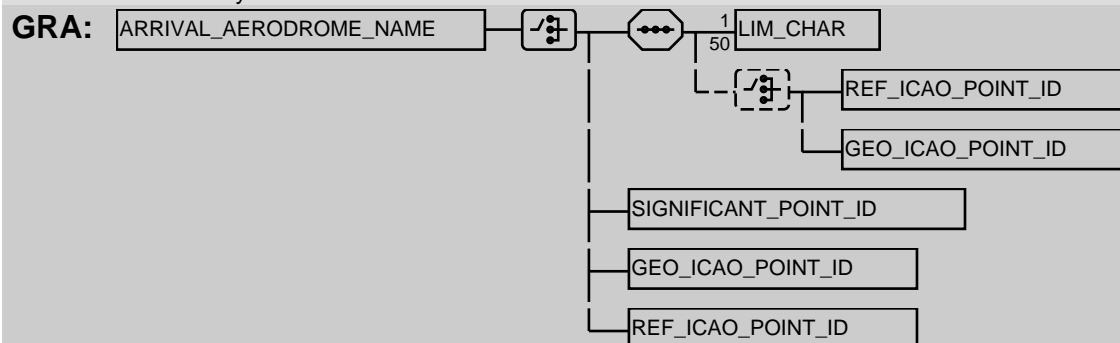 GRA: ARRIVAL_AERODROME_NAME 1 LIM_CHAR
50
REF_ICAO_POINT_ID
GEO_ICAO_POINT_ID
SIGNIFICANT_POINT_ID
GEO_ICAO_POINT_ID
REF_ICAO_POINT_ID